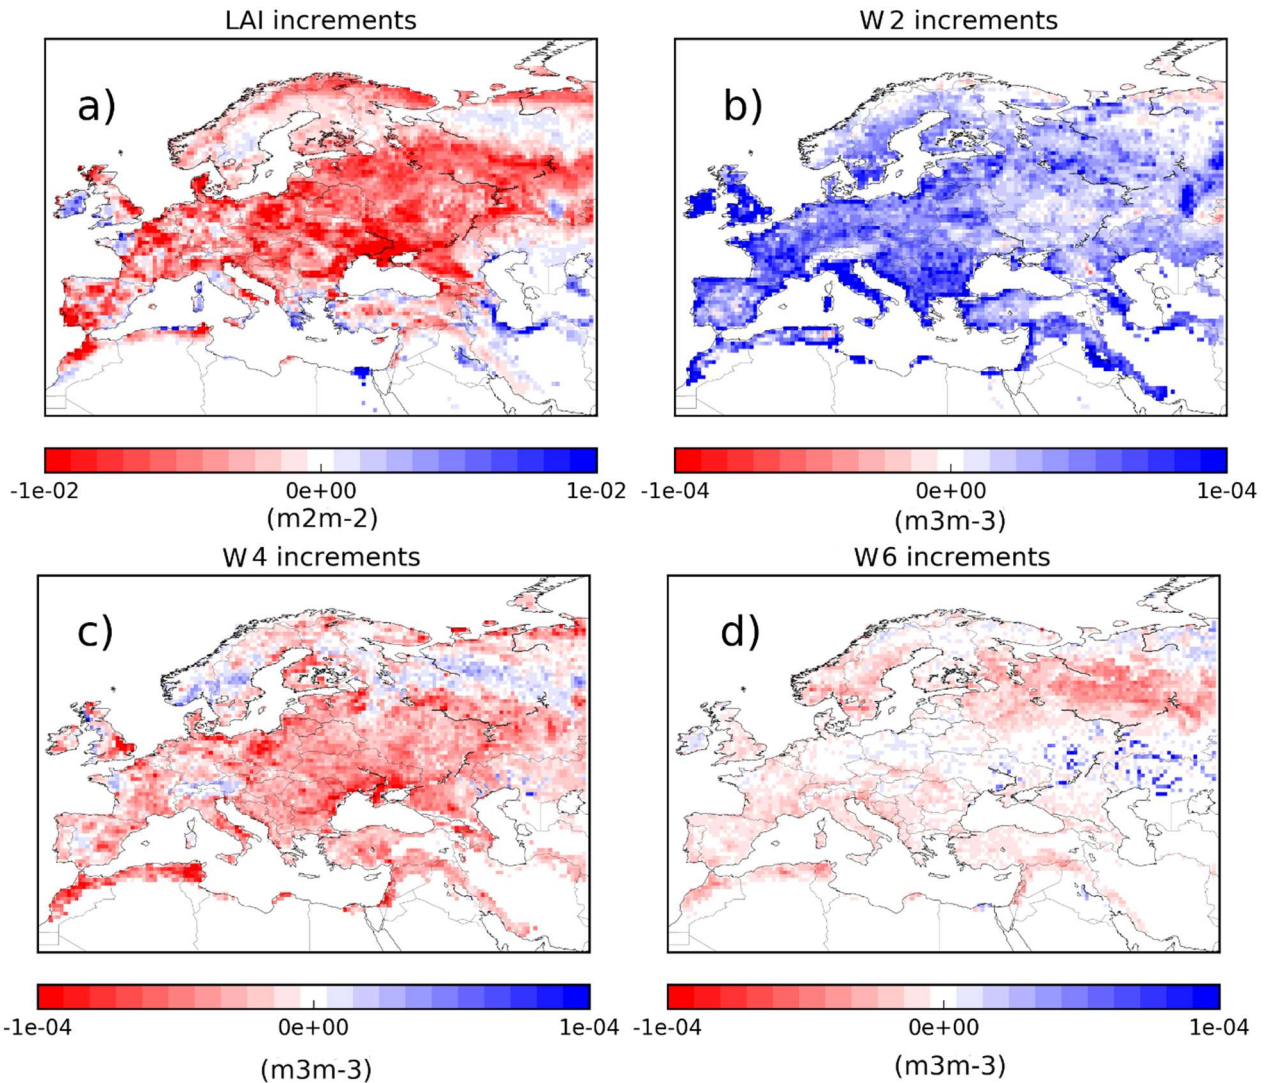 LAI increments
W2 increments
a)
b)
-1e-02 0e+00 1e-02
(m2m-2)
-1e-04 0e+00 1e-04
(m3m-3)
W4 increments
W6 increments
c)
d)
-1e-04 0e+00 1e-04
(m3m-3)
-1e-04 0e+00 1e-04
(m3m-3)